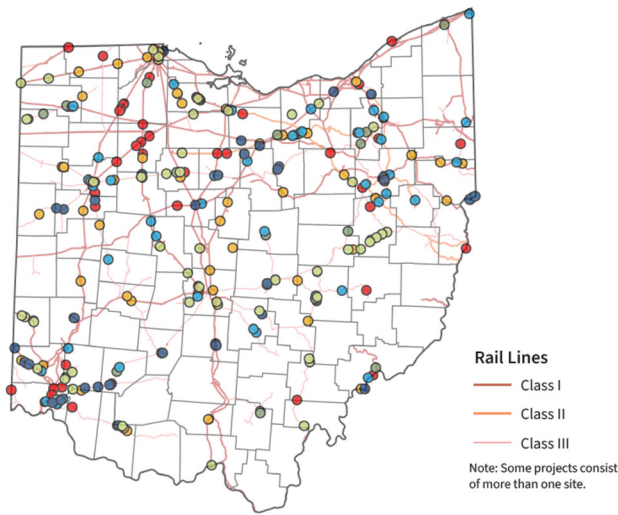 Rail Lines
Class I
Class II
Class III
Note: Some projects consist
of more than one site.